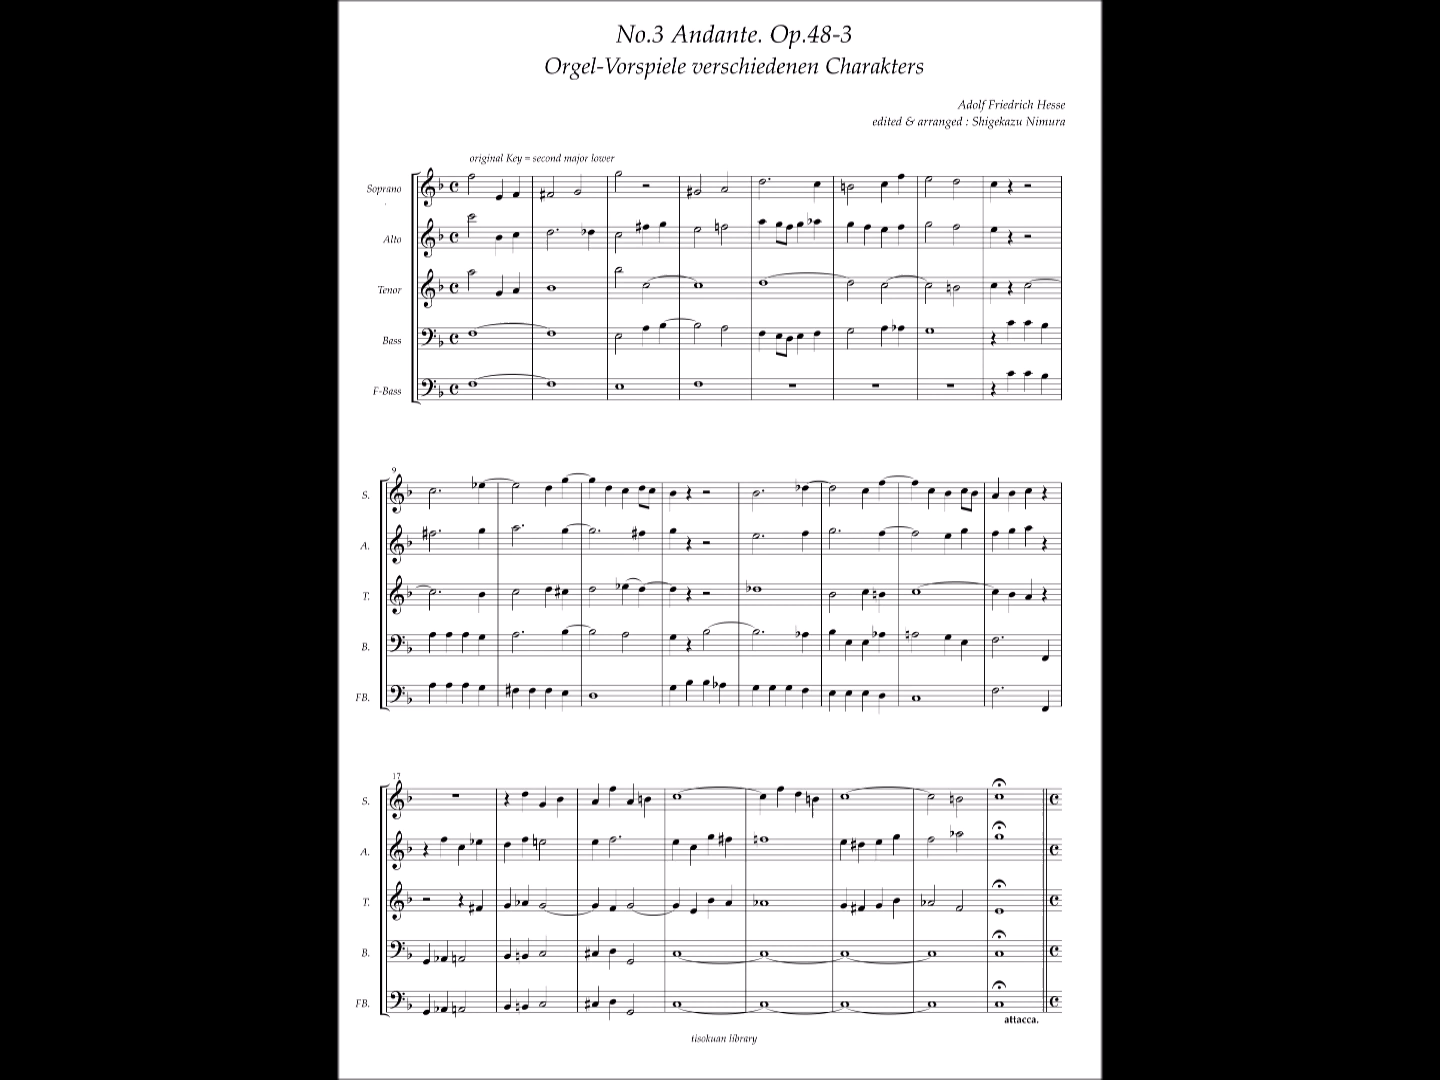 No.3 Andante. Op.48-3
Orgel-Vorspiele verschiedenen Charakters
Adolf Friedrich Hesse
edited & arranged : Shigekazu Nimura
original Key = second major lower
Soprano
Alto
Tenor
Bass
F-Bass
9
S.
A.
T.
B.
FB.
17
S.
A.
T.
B.
FB.
attacca.
tisokuan library